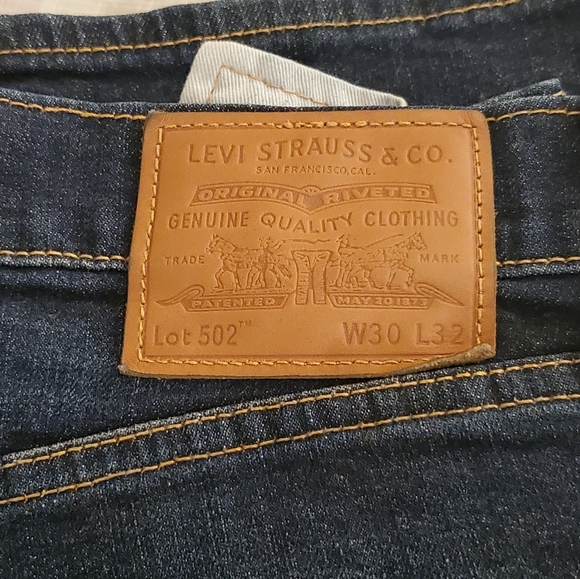 LEVI STRAUSS & CO.
SAN FRANCISCO, CAL.
ORIGINAL RIVETED
GENUINE QUALITY CLOTHING
TRADE MARK
PATENTED MAY 20 1873
Lot 502™ W30 L32